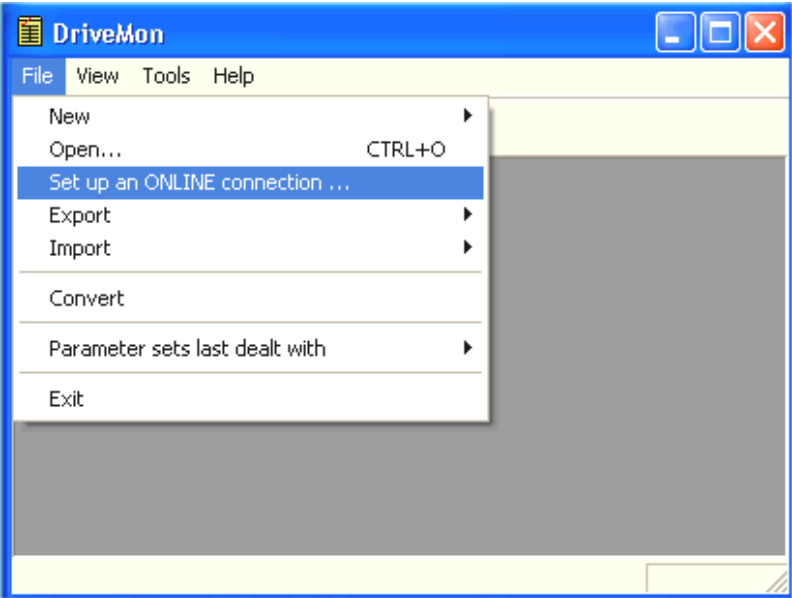 DriveMon
File View Tools Help
New
Open... CTRL+O
Set up an ONLINE connection ...
Export
Import
Convert
Parameter sets last dealt with
Exit